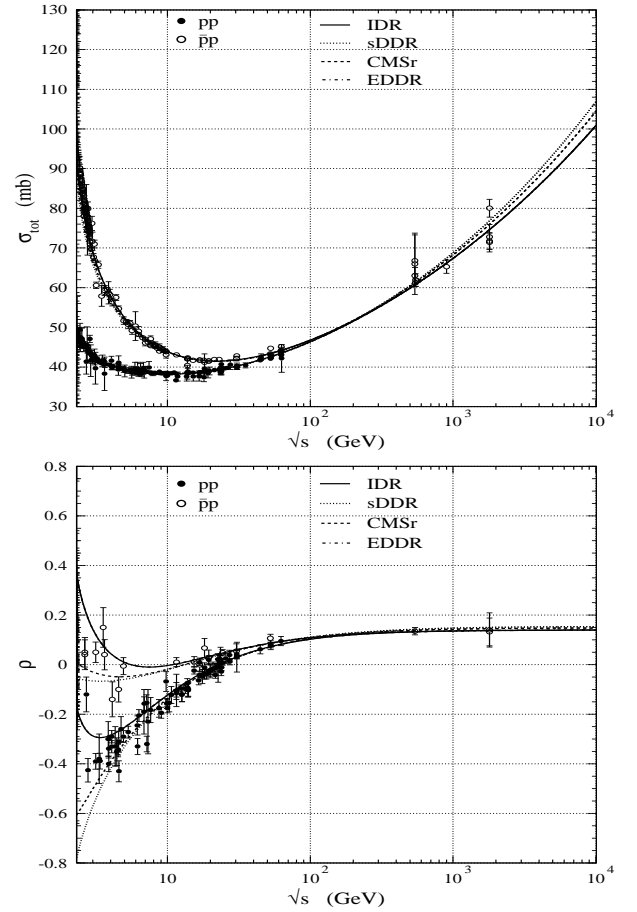 130
120
110
100
90
80
70
60
50
40
30
σtot (mb)
pp
p̄p
IDR
sDDR
CMSr
EDDR
10
10²
10³
10⁴
√s (GeV)
0.8
0.6
0.4
0.2
0
-0.2
-0.4
-0.6
-0.8
ρ
pp
p̄p
IDR
sDDR
CMSr
EDDR
10
10²
10³
10⁴
√s (GeV)